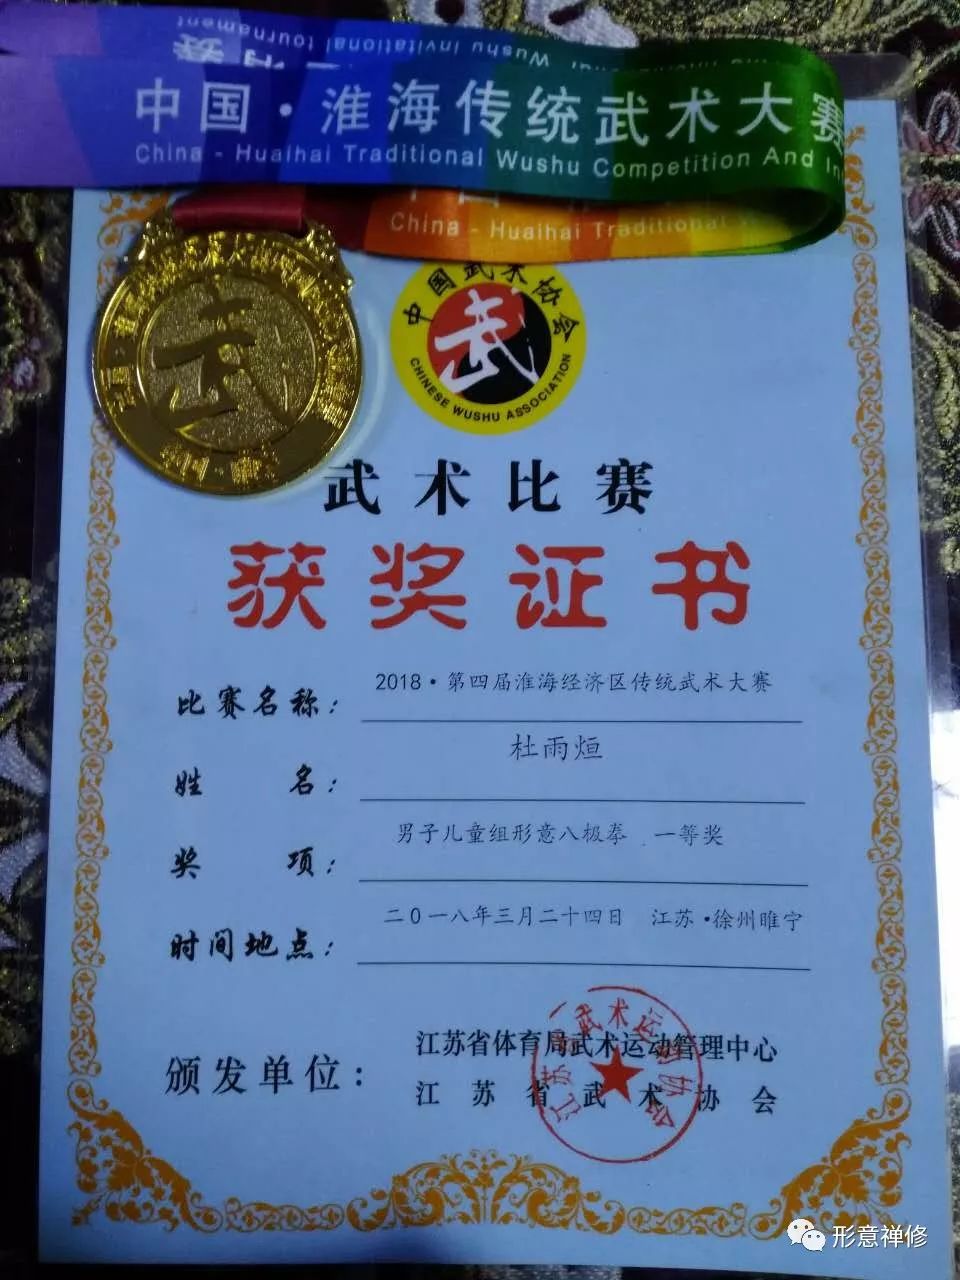 Wushu Invitational tournament
中国·淮海传统武术大赛
China - Huaihai Traditional Wushu Competition And
China - Huaihai Traditional
武
中国武术协会
武
CHINESE WUSHU ASSOCIATION
武术比赛
获奖证书
比赛名称： 2018·第四届淮海经济区传统武术大赛
姓名： 杜雨烜
奖项： 男子儿童组形意八极拳 一等奖
时间地点： 二0一八年三月二十四日 江苏·徐州睢宁
颁发单位： 江苏省体育局武术运动管理中心
江苏省武术协会
形意禅修